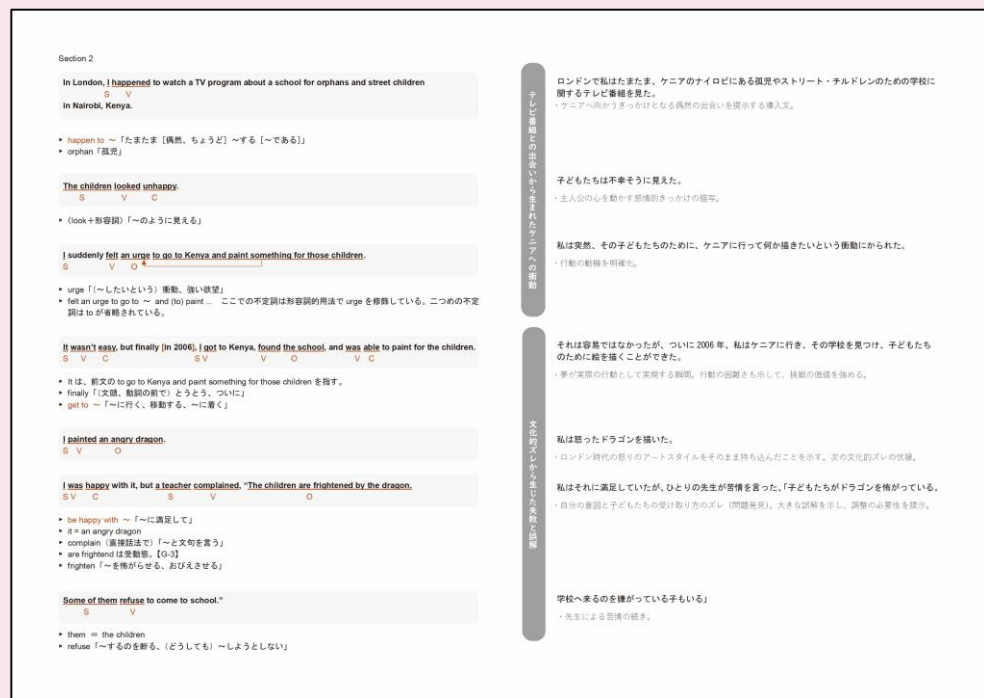 Section 2
In London, I happened to watch a TV program about a school for orphans and street children
S V
in Nairobi, Kenya.
▸ happen to ～「たまたま［偶然、ちょうど］～する［～である］」
▸ orphan「孤児」
The children looked unhappy.
S V C
▸ 〈look＋形容詞〉「～のように見える」
I suddenly felt an urge to go to Kenya and paint something for those children.
S V O
▸ urge「（～したいという）衝動、強い欲望」
▸ felt an urge to go to ～ and (to) paint ... ここでの不定詞は形容詞的用法で urge を修飾している。二つめの不定
詞は to が省略されている。
It wasn't easy, but finally [in 2006], I got to Kenya, found the school, and was able to paint for the children.
S V C S V V O V C
▸ It は、前文の to go to Kenya and paint something for those children を指す。
▸ finally「（文頭、動詞の前で）とうとう、ついに」
▸ get to ～「～に行く、移動する、～に着く」
I painted an angry dragon.
S V O
I was happy with it, but a teacher complained, “The children are frightened by the dragon.
S V C S V O
▸ be happy with ～「～に満足して」
▸ it = an angry dragon
▸ complain（直接話法で）「～と文句を言う」
▸ are frightend は受動態。【G-3】
▸ frighten「～を怖がらせる、おびえさせる」
Some of them refuse to come to school.”
S V
▸ them ＝ the children
▸ refuse「～するのを断る、（どうしても）～しようとしない」
テレビ番組との出会いから生まれたケニアへの衝動
ロンドンで私はたまたま、ケニアのナイロビにある孤児やストリート・チルドレンのための学校に
関するテレビ番組を見た。
・ケニアへ向かうきっかけとなる偶然の出会いを提示する導入文。
子どもたちは不幸そうに見えた。
・主人公の心を動かす感情的きっかけの描写。
私は突然、その子どもたちのために、ケニアに行って何か描きたいという衝動にかられた。
・行動の動機を明確化。
文化的ズレから生じた失敗と誤解
それは容易ではなかったが、ついに 2006 年、私はケニアに行き、その学校を見つけ、子どもたち
のために絵を描くことができた。
・夢が実際の行動として実現する瞬間。行動の困難さも示して、挑戦の価値を強める。
私は怒ったドラゴンを描いた。
・ロンドン時代の怒りのアートスタイルをそのまま持ち込んだことを示す。次の文化的ズレの伏線。
私はそれに満足していたが、ひとりの先生が苦情を言った、「子どもたちがドラゴンを怖がっている。
・自分の意図と子どもたちの受け取り方のズレ（問題発見）。大きな誤解を示し、調整の必要性を提示。
学校へ来るのを嫌がっている子もいる」
・先生による苦情の続き。